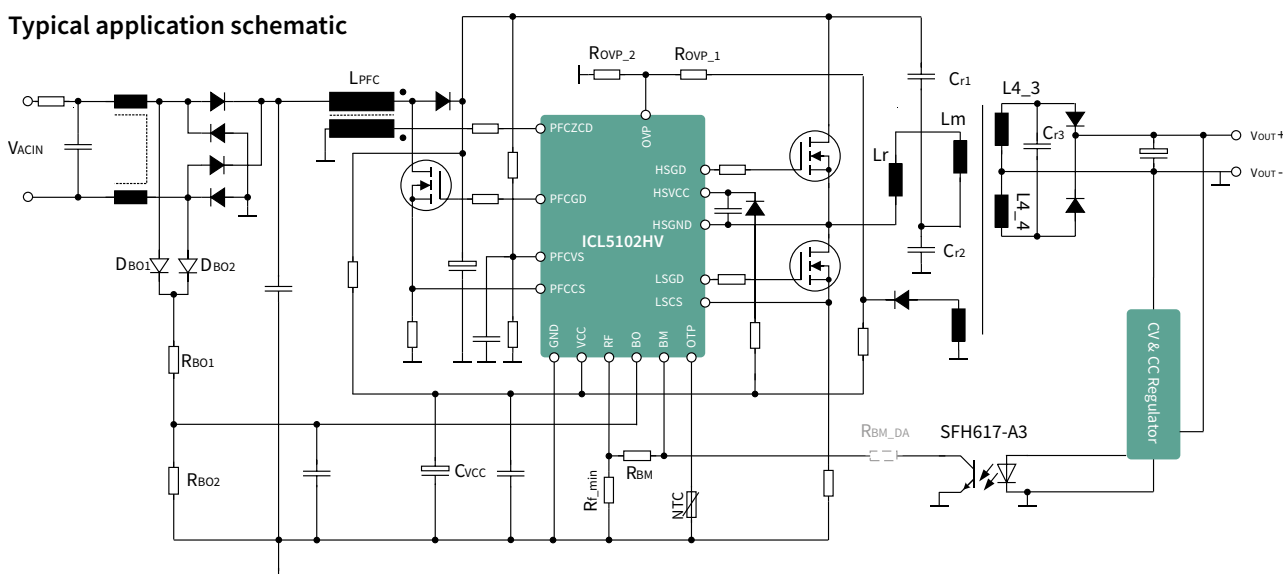 Typical application schematic
ROVP_2
ROVP_1
LPFC
Cr1
L4_3
VACIN
PFCZCD
OVP
Lm
Cr3
VOUT+
Lr
HSGD
VOUT-
HSVCC
PFCGD
L4_4
HSGND
ICL5102HV
Cr2
DBO1
DBO2
PFCVS
LSGD
PFCCS
LSCS
GND
VCC
RF
BO
BM
OTP
RBO1
CV & CC Regulator
RBM_DA
SFH617-A3
RBO2
CVCC
RBM
Rf_min
NTC